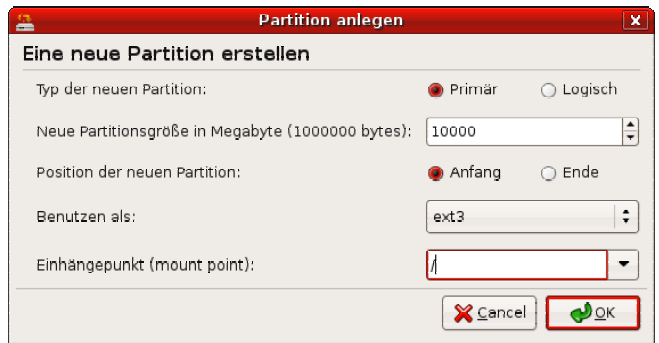 Partition anlegen
Eine neue Partition erstellen
Typ der neuen Partition: Primär Logisch
Neue Partitionsgröße in Megabyte (1000000 bytes): 10000
Position der neuen Partition: Anfang Ende
Benutzen als: ext3
Einhängepunkt (mount point): /
Cancel OK